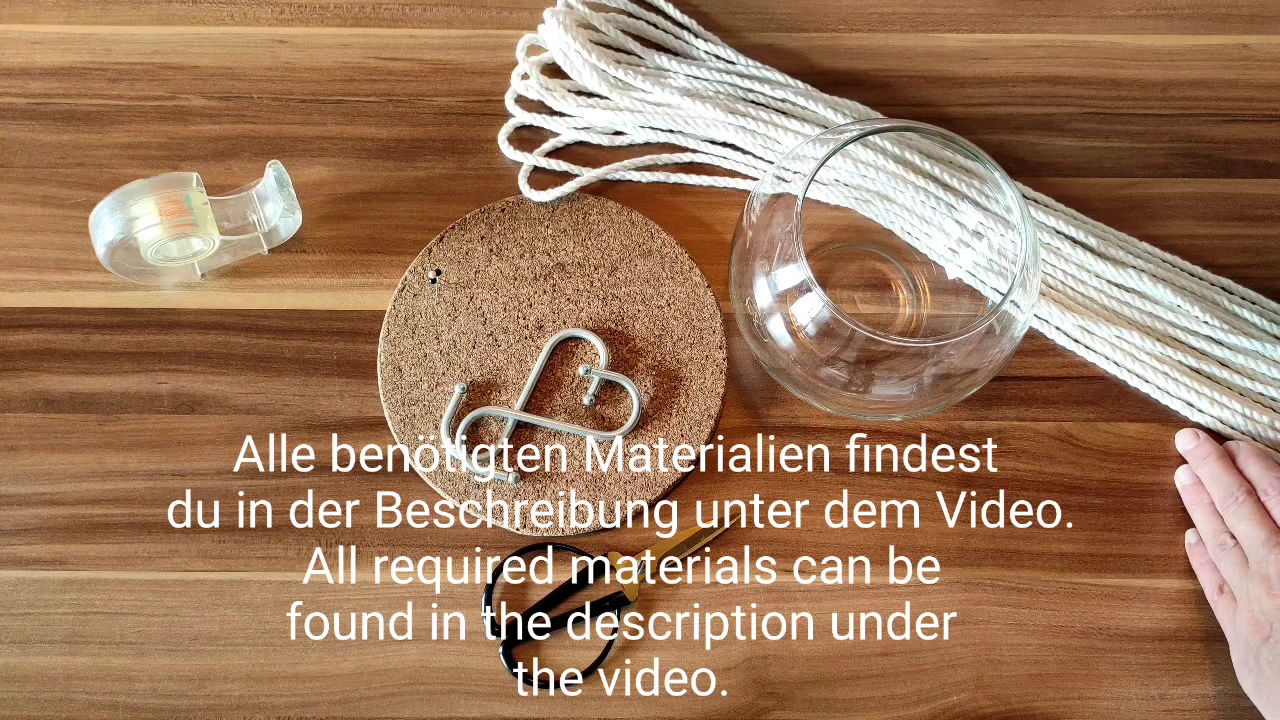 Alle benötigten Materialien findest
du in der Beschreibung unter dem Video.
All required materials can be
found in the description under
the video.